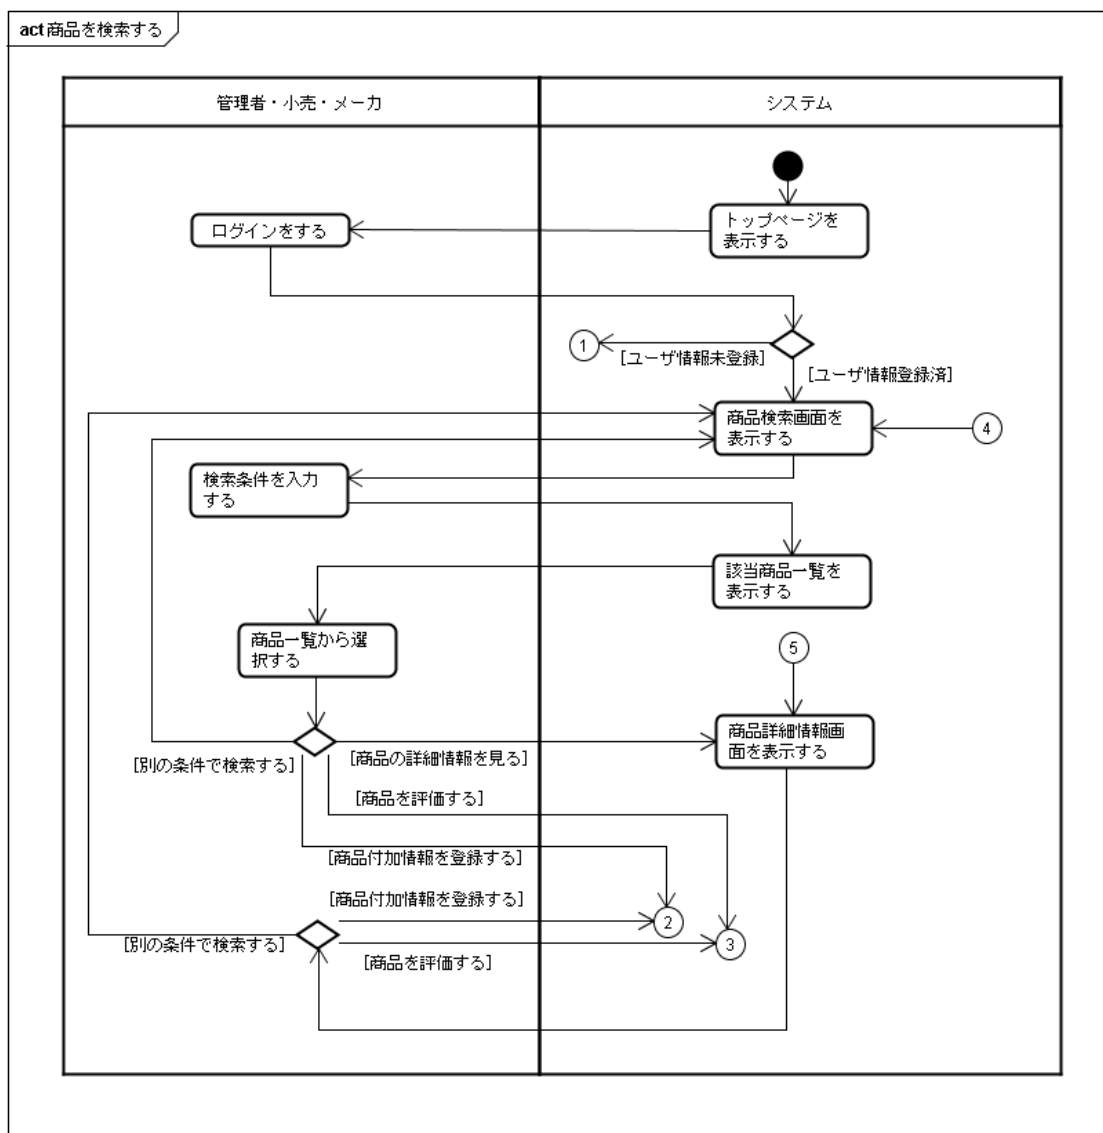 act 商品を検索する
管理者・小売・メーカ
システム
トップページを
表示する
ログインをする
1
[ユーザ情報未登録]
[ユーザ情報登録済]
商品検索画面を
表示する
4
検索条件を入力
する
該当商品一覧を
表示する
商品一覧から選
択する
5
商品詳細情報画
面を表示する
[別の条件で検索する]
[商品の詳細情報を見る]
[商品を評価する]
[商品付加情報を登録する]
[商品付加情報を登録する]
2
[別の条件で検索する]
3
[商品を評価する]